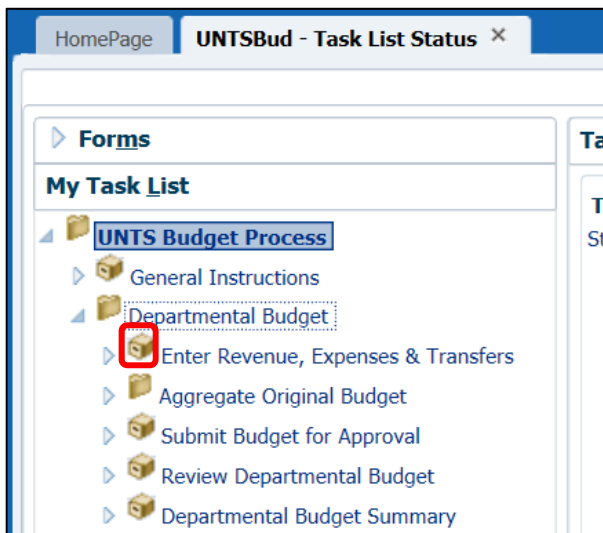 HomePage
UNTSBud - Task List Status
Forms
My Task List
UNTS Budget Process
General Instructions
Departmental Budget
Enter Revenue, Expenses & Transfers
Aggregate Original Budget
Submit Budget for Approval
Review Departmental Budget
Departmental Budget Summary